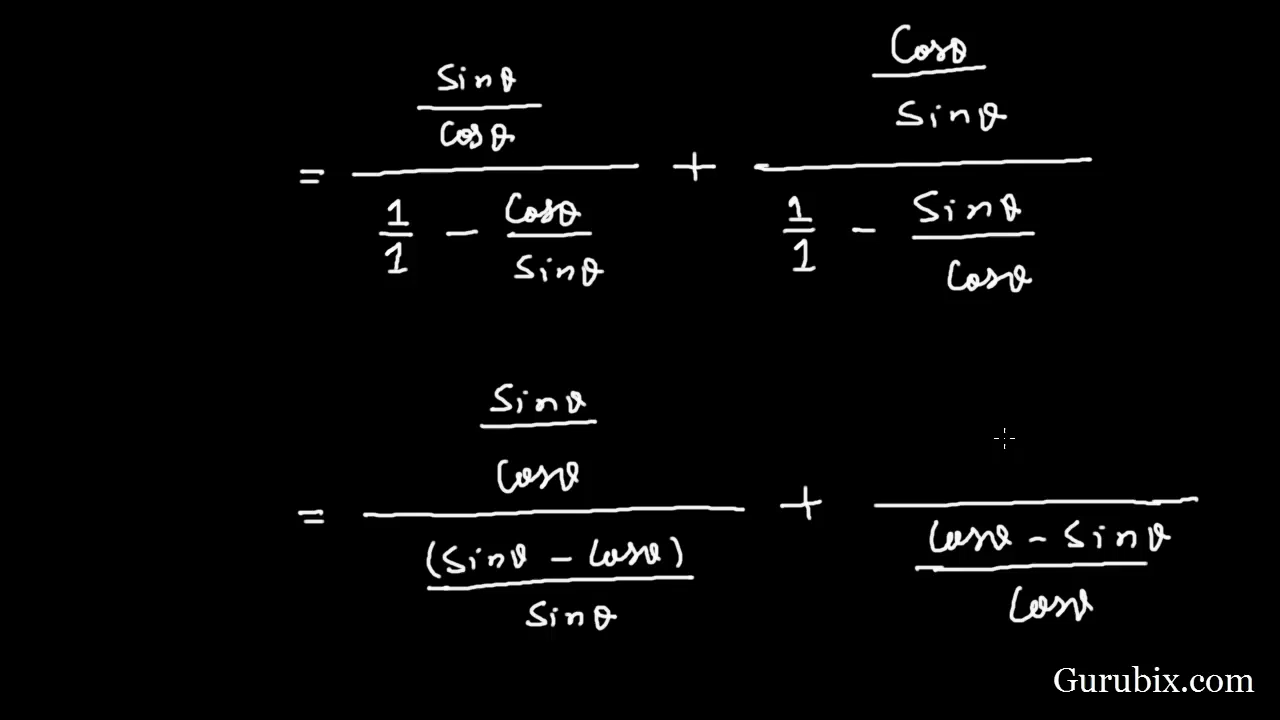 = (Sinθ / Cosθ) / (1/1 − Cosθ/Sinθ) + (Cosθ / Sinθ) / (1/1 − Sinθ/Cosθ)
= (Sinθ / Cosθ) / ((Sinθ − Cosθ) / Sinθ) + / (Cosθ − Sinθ / Cosθ)
Gurubix.com